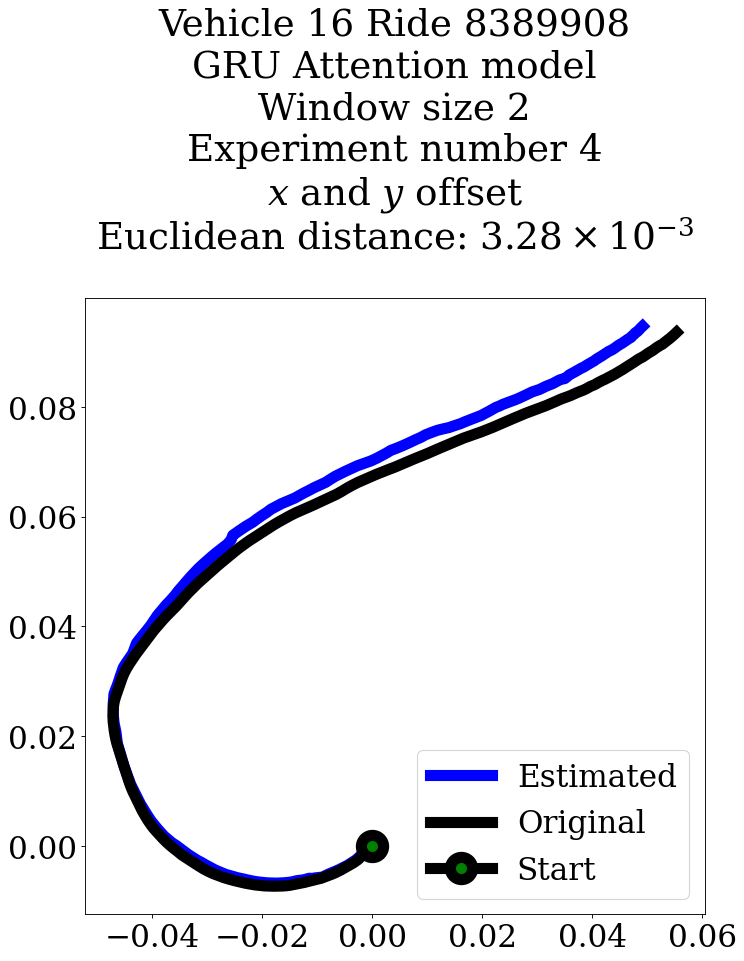 Vehicle 16 Ride 8389908
GRU Attention model
Window size 2
Experiment number 4
x and y offset
Euclidean distance: 3.28 × 10⁻³
0.08
0.06
0.04
0.02
0.00
Estimated
Original
Start
−0.04 −0.02 0.00 0.02 0.04 0.06